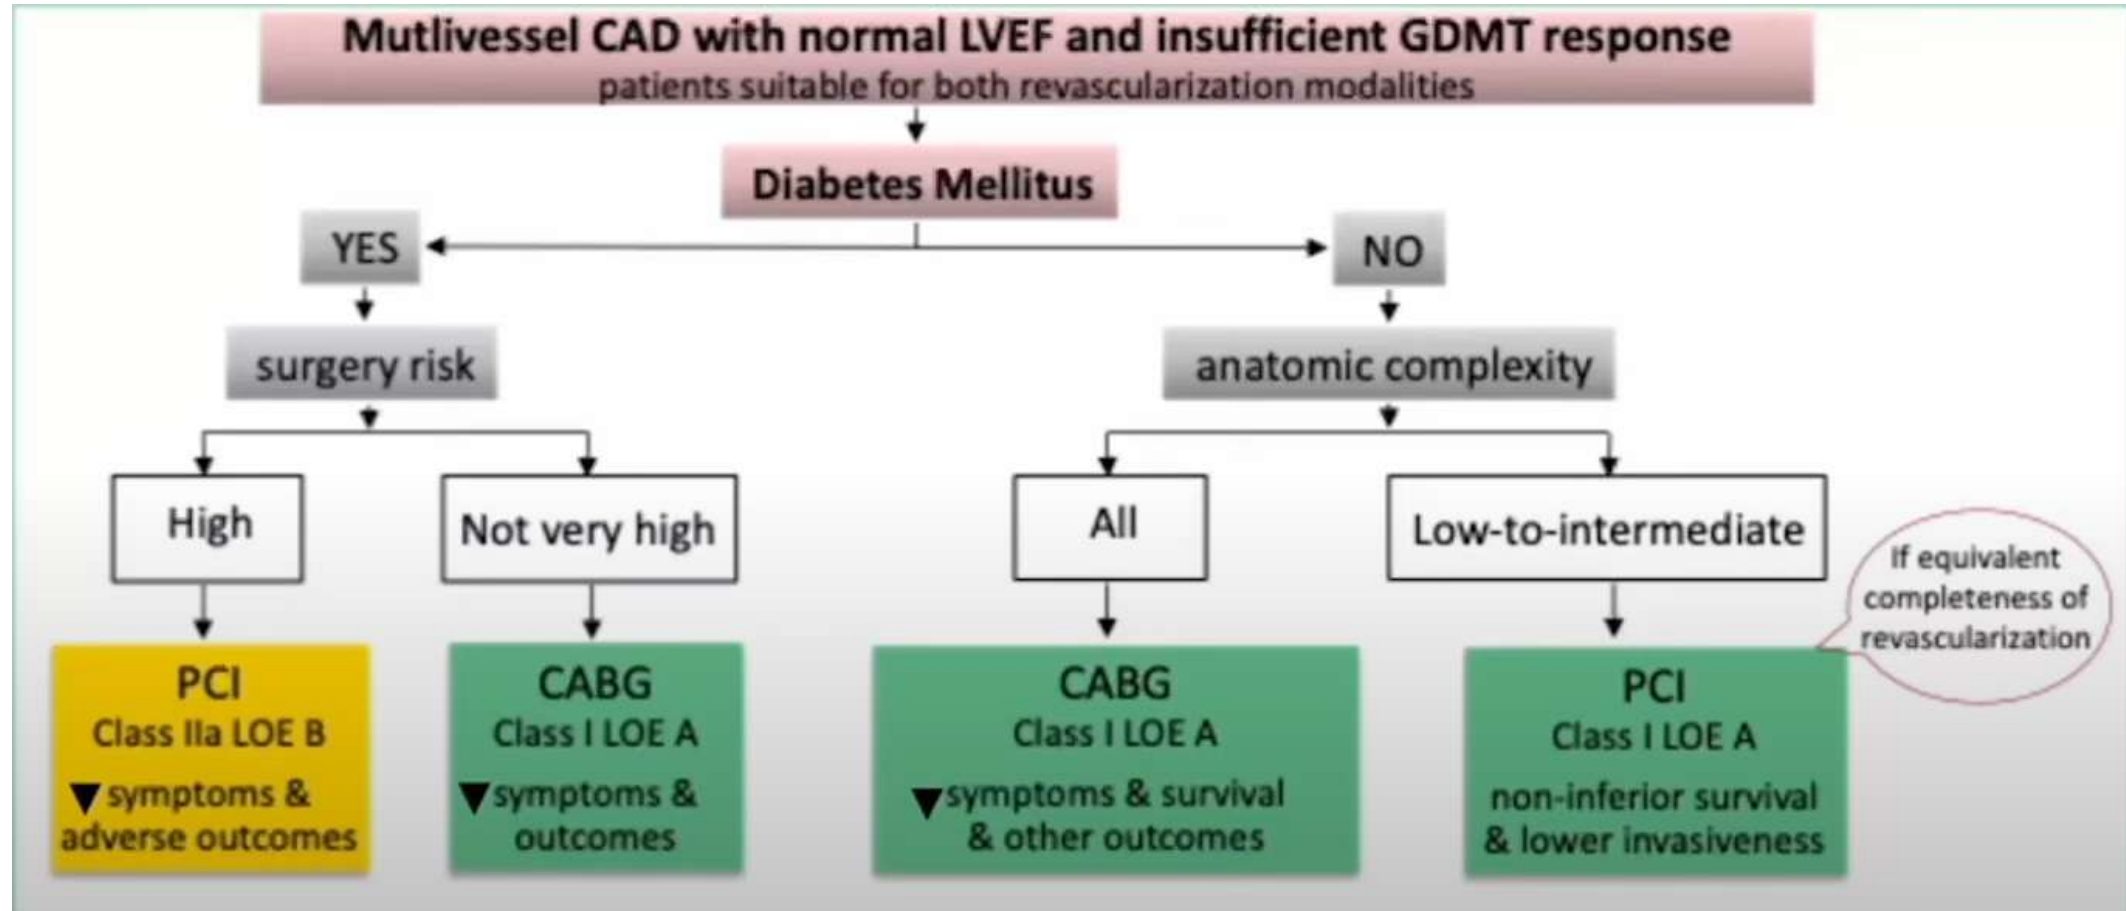 Mutlivessel CAD with normal LVEF and insufficient GDMT response
patients suitable for both revascularization modalities
Diabetes Mellitus
YES
NO
surgery risk
anatomic complexity
High
Not very high
All
Low-to-intermediate
If equivalent
completeness of
revascularization
PCI
Class IIa LOE B
▼symptoms &
adverse outcomes
CABG
Class I LOE A
▼symptoms &
outcomes
CABG
Class I LOE A
▼symptoms & survival
& other outcomes
PCI
Class I LOE A
non-inferior survival
& lower invasiveness